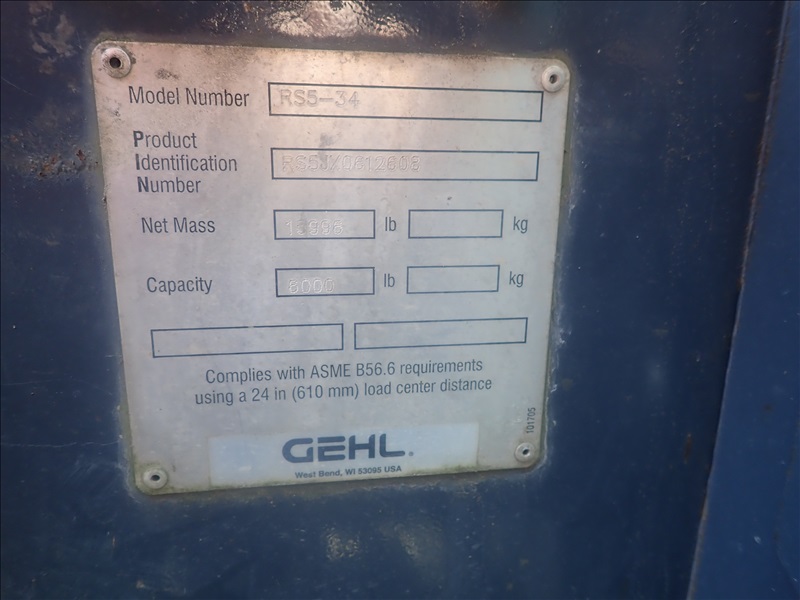 Model Number RS5-34
Product
Identification
Number
Net Mass lb kg
Capacity 6000 lb kg
Complies with ASME B56.6 requirements
using a 24 in (610 mm) load center distance
101705
GEHL®
West Bend, WI 53095 USA